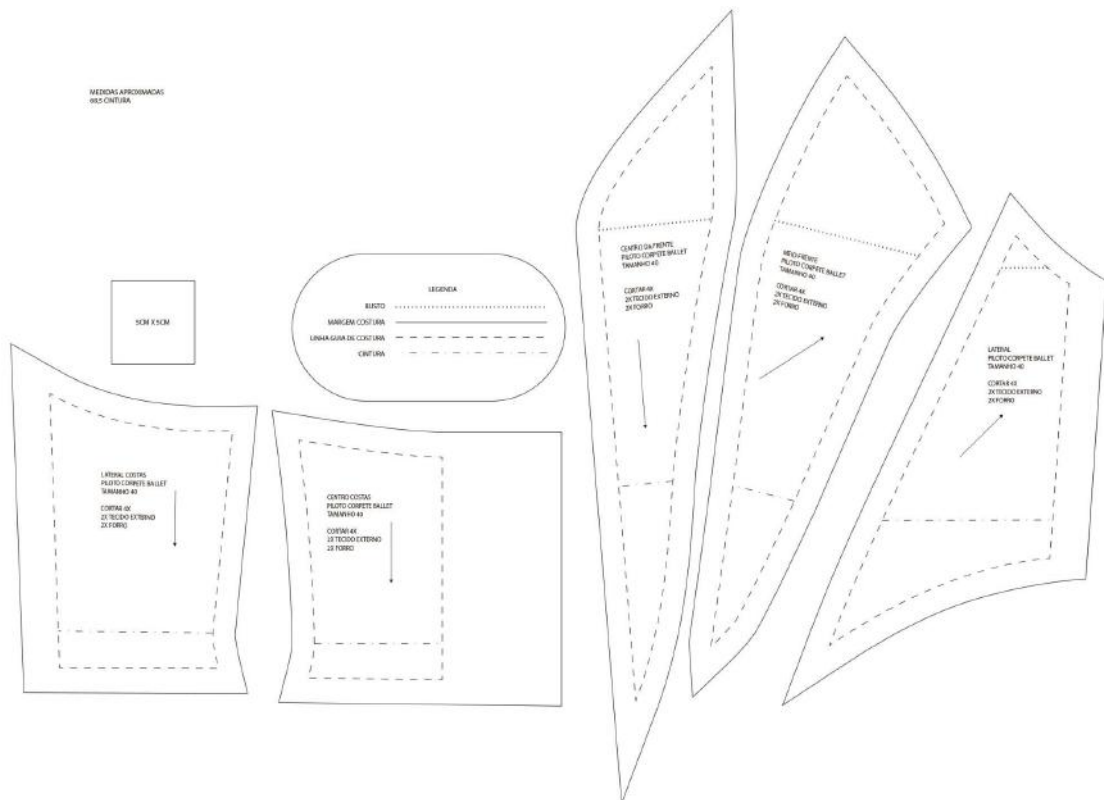 MEDIDAS APROXIMADAS
60,5 CINTURA
5CM X 5CM
LEGENDA
BUSTO
MARGEM COSTURA
LINHA GUIA DE COSTURA
CINTURA
CENTRO DA FRENTE
PILOTO CORPETE BALLET
TAMANHO 40
CORTAR 4X
2X TECIDO EXTERNO
2X FORRO
MEIO FRENTE
PILOTO CORPETE BALLET
TAMANHO 40
CORTAR 4X
2X TECIDO EXTERNO
2X FORRO
LATERAL
PILOTO CORPETE BALLET
TAMANHO 40
CORTAR 4X
2X TECIDO EXTERNO
2X FORRO
LATERAL COSTAS
PILOTO CORPETE BALLET
TAMANHO 40
CORTAR 4X
2X TECIDO EXTERNO
2X FORRO
CENTRO COSTAS
PILOTO CORPETE BALLET
TAMANHO 40
CORTAR 4X
2X TECIDO EXTERNO
2X FORRO